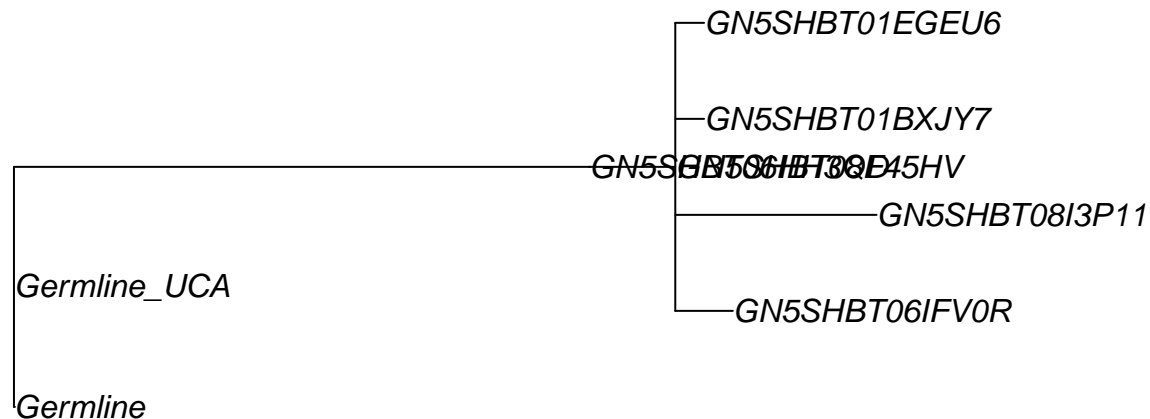 GN5SHBT01EGEU6
GN5SHBT01BXJY7
GN5SHBT08I3P11
Germline_UCA
GN5SHBT06IFV0R
Germline